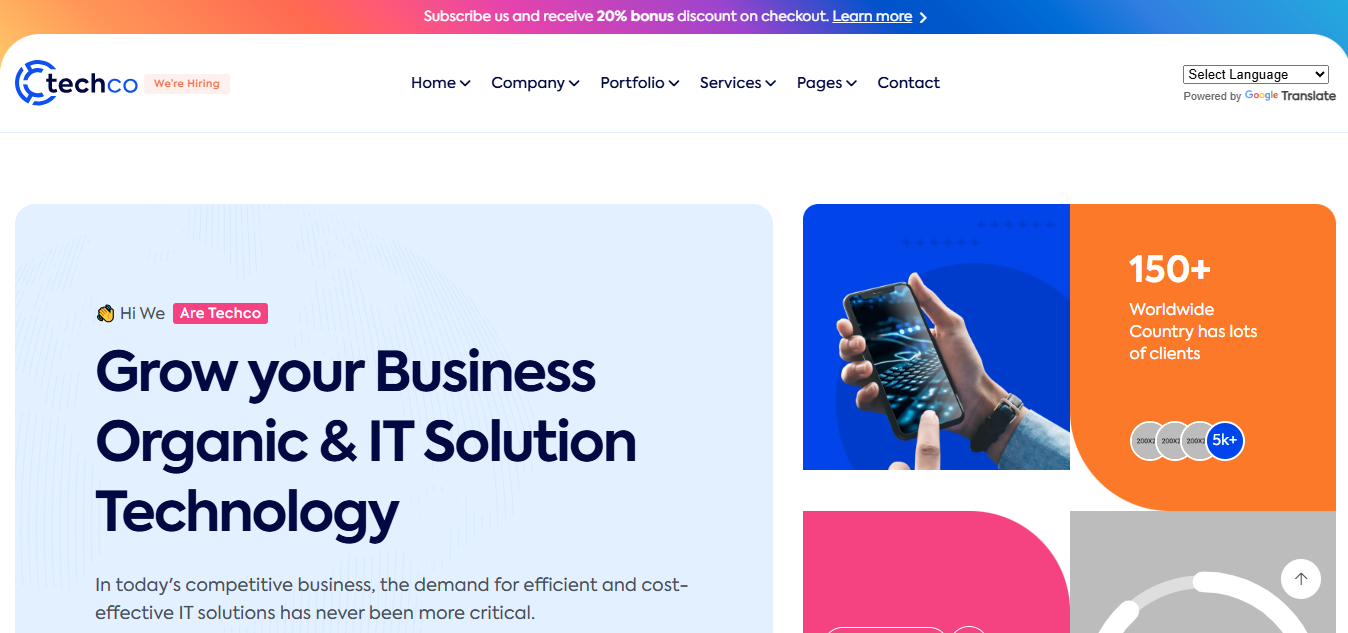 Subscribe us and receive 20% bonus discount on checkout. Learn more
techco We're Hiring
Home Company Portfolio Services Pages Contact
Select Language
Powered by Google Translate
Hi We Are Techco
Grow your Business
Organic & IT Solution
Technology
In today's competitive business, the demand for efficient and cost-
effective IT solutions has never been more critical.
150+
Worldwide
Country has lots
of clients
5k+